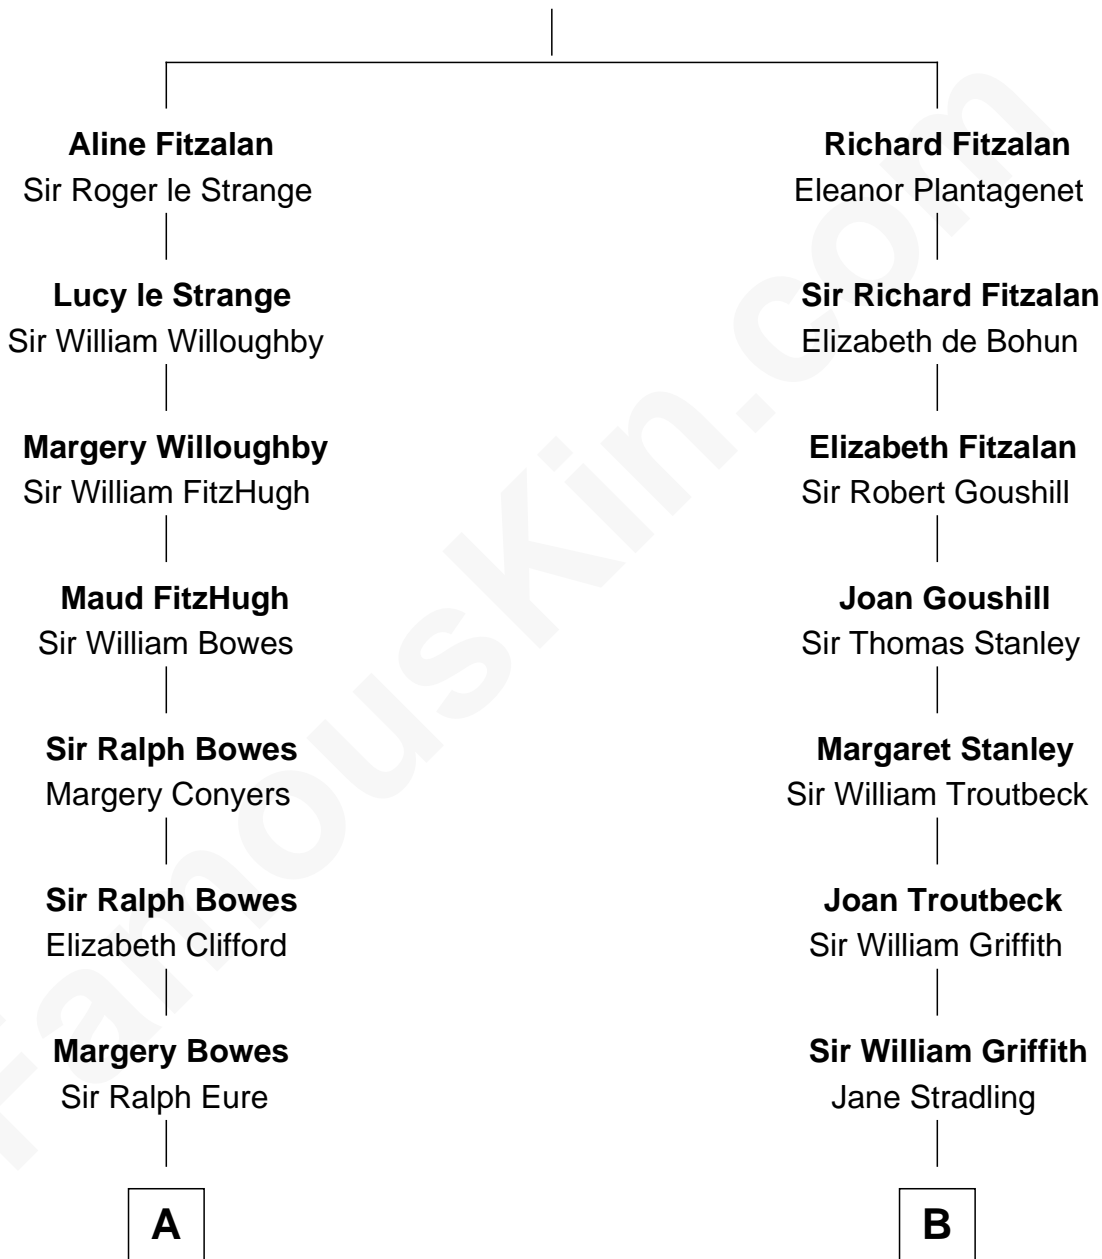 Aline Fitzalan
Sir Roger le Strange
Lucy le Strange
Sir William Willoughby
Margery Willoughby
Sir William FitzHugh
Maud FitzHugh
Sir William Bowes
Sir Ralph Bowes
Margery Conyers
Sir Ralph Bowes
Elizabeth Clifford
Margery Bowes
Sir Ralph Eure
A
Richard Fitzalan
Eleanor Plantagenet
Sir Richard Fitzalan
Elizabeth de Bohun
Elizabeth Fitzalan
Sir Robert Goushill
Joan Goushill
Sir Thomas Stanley
Margaret Stanley
Sir William Troutbeck
Joan Troutbeck
Sir William Griffith
Sir William Griffith
Jane Stradling
B
FamousKin.com